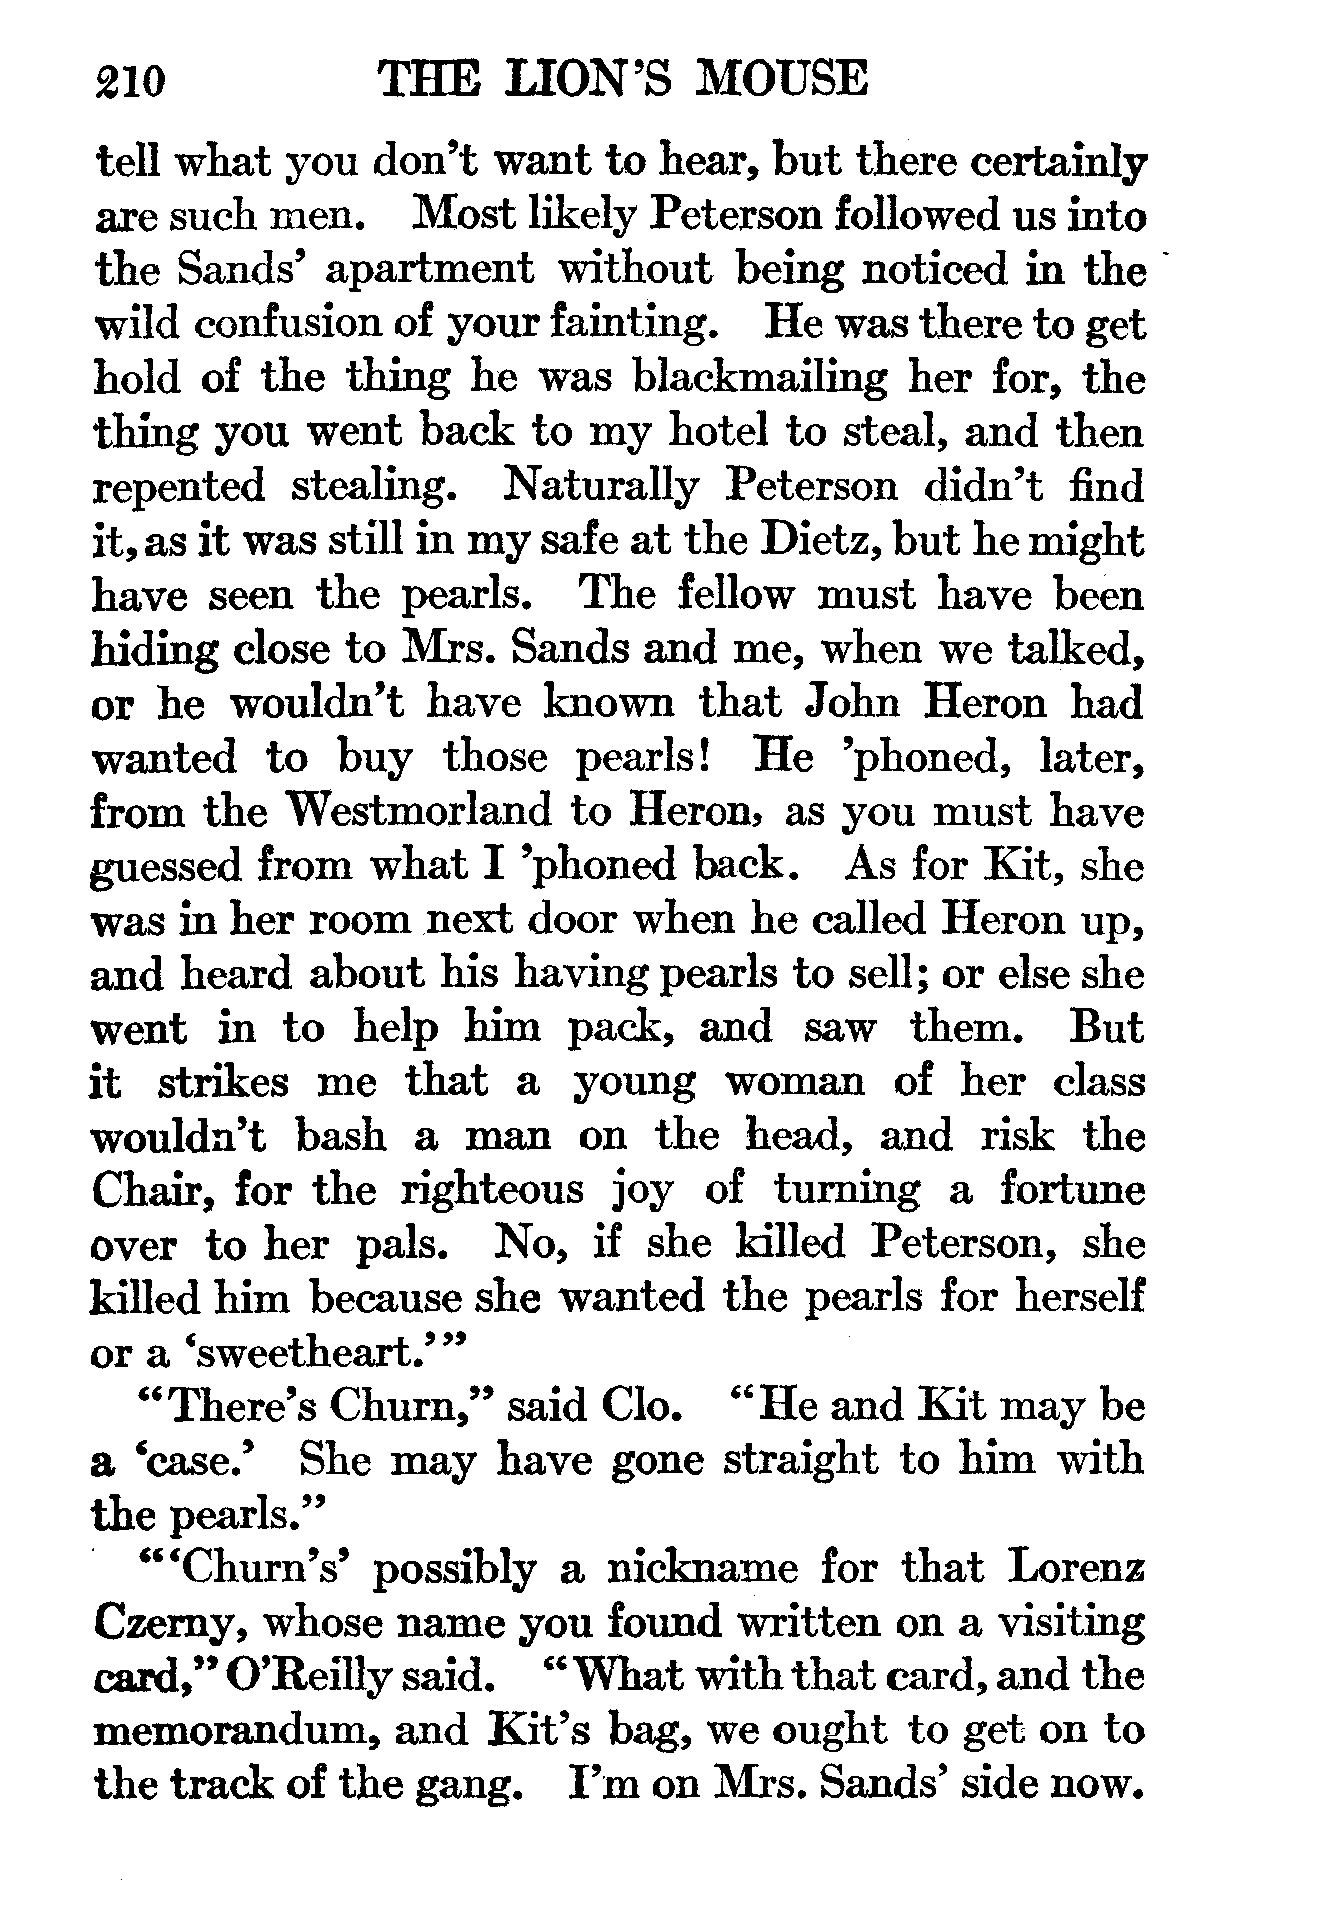 210 THE LION'S MOUSE
tell what you don't want to hear, but there certainly
are such men. Most likely Peterson followed us into
the Sands' apartment without being noticed in the
wild confusion of your fainting. He was there to get
hold of the thing he was blackmailing her for, the
thing you went back to my hotel to steal, and then
repented stealing. Naturally Peterson didn't find
it, as it was still in my safe at the Dietz, but he might
have seen the pearls. The fellow must have been
hiding close to Mrs. Sands and me, when we talked,
or he wouldn't have known that John Heron had
wanted to buy those pearls! He 'phoned, later,
from the Westmorland to Heron, as you must have
guessed from what I 'phoned back. As for Kit, she
was in her room next door when he called Heron up,
and heard about his having pearls to sell; or else she
went in to help him pack, and saw them. But
it strikes me that a young woman of her class
wouldn't bash a man on the head, and risk the
Chair, for the righteous joy of turning a fortune
over to her pals. No, if she killed Peterson, she
killed him because she wanted the pearls for herself
or a 'sweetheart.'"
"There's Churn," said Clo. "He and Kit may be
a 'case.' She may have gone straight to him with
the pearls."
"'Churn's' possibly a nickname for that Lorenz
Czerny, whose name you found written on a visiting
card," O'Reilly said. "What with that card, and the
memorandum, and Kit's bag, we ought to get on to
the track of the gang. I'm on Mrs. Sands' side now.